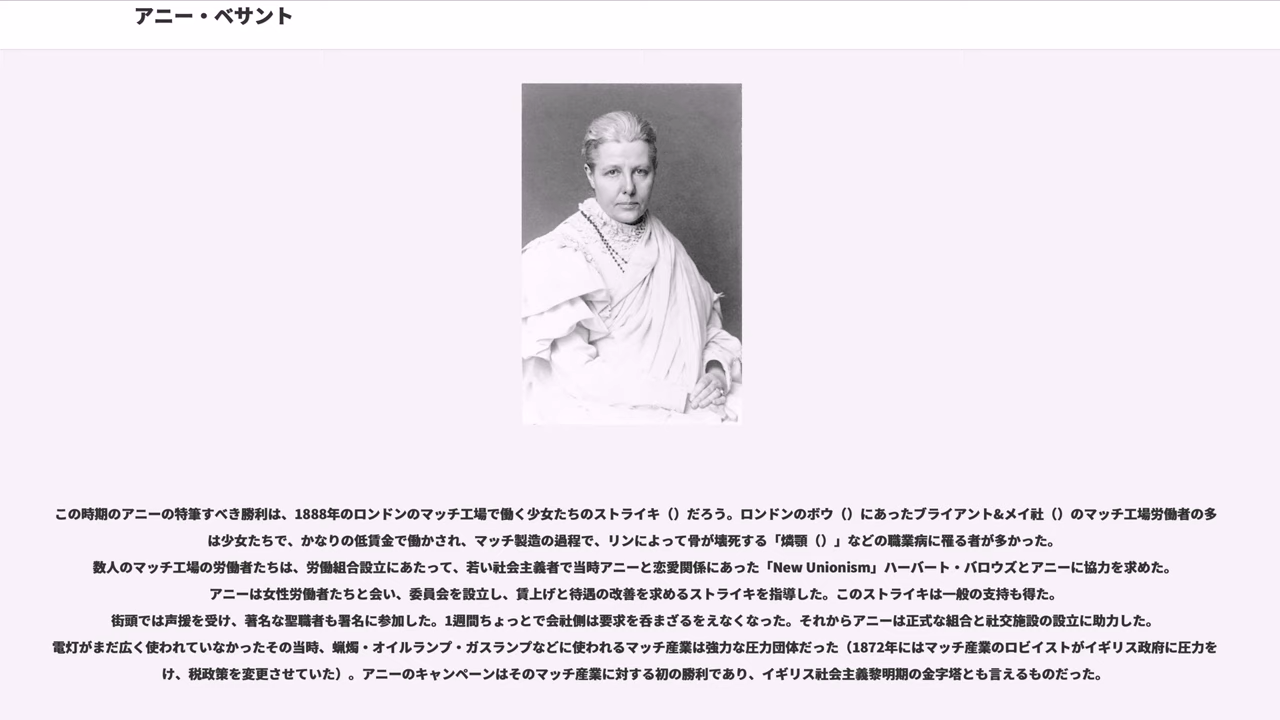 アニー・ベサント
この時期のアニーの特筆すべき勝利は、1888年のロンドンのマッチ工場で働く少女たちのストライキ（）だろう。ロンドンのボウ（）にあったブライアント&メイ社（）のマッチ工場労働者の多
は少女たちで、かなりの低賃金で働かされ、マッチ製造の過程で、リンによって骨が壊死する「燐顎（）」などの職業病に罹る者が多かった。
数人のマッチ工場の労働者たちは、労働組合設立にあたって、若い社会主義者で当時アニーと恋愛関係にあった「New Unionism」ハーバート・バロウズとアニーに協力を求めた。
アニーは女性労働者たちと会い、委員会を設立し、賃上げと待遇の改善を求めるストライキを指導した。このストライキは一般の支持も得た。
街頭では声援を受け、著名な聖職者も署名に参加した。1週間ちょっとで会社側は要求を呑まざるをえなくなった。それからアニーは正式な組合と社交施設の設立に助力した。
電灯がまだ広く使われていなかったその当時、蝋燭・オイルランプ・ガスランプなどに使われるマッチ産業は強力な圧力団体だった（1872年にはマッチ産業のロビイストがイギリス政府に圧力を
け、税政策を変更させていた）。アニーのキャンペーンはそのマッチ産業に対する初の勝利であり、イギリス社会主義黎明期の金字塔とも言えるものだった。